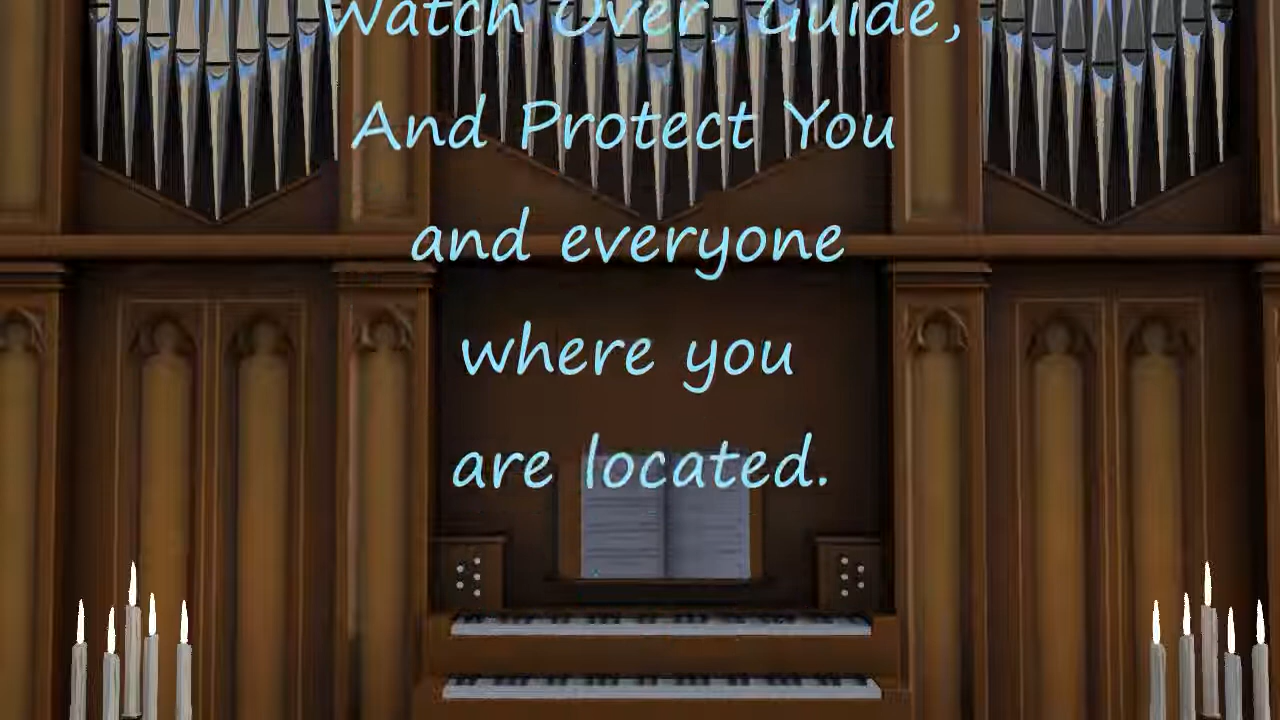 Watch Over, Guide,
And Protect You
and everyone
where you
are located.